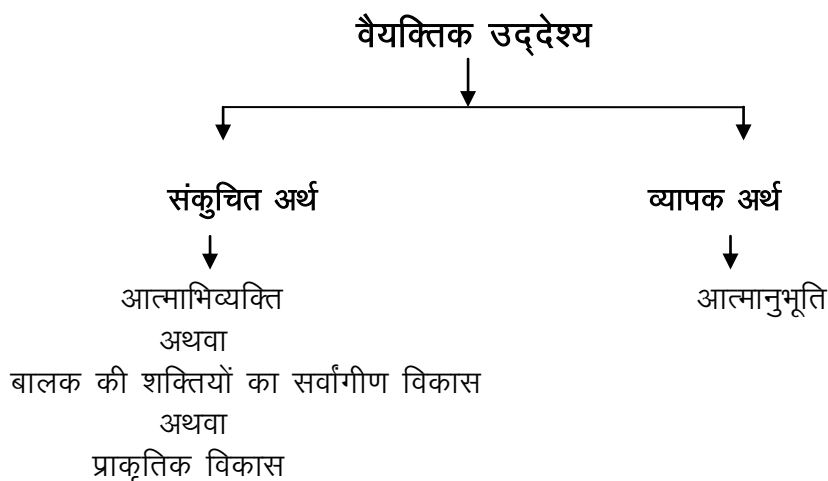 वैयक्तिक उद्देश्य
संकुचित अर्थ
व्यापक अर्थ
आत्माभिव्यक्ति
आत्मानुभूति
अथवा
बालक की शक्तियों का सर्वांगीण विकास
अथवा
प्राकृतिक विकास